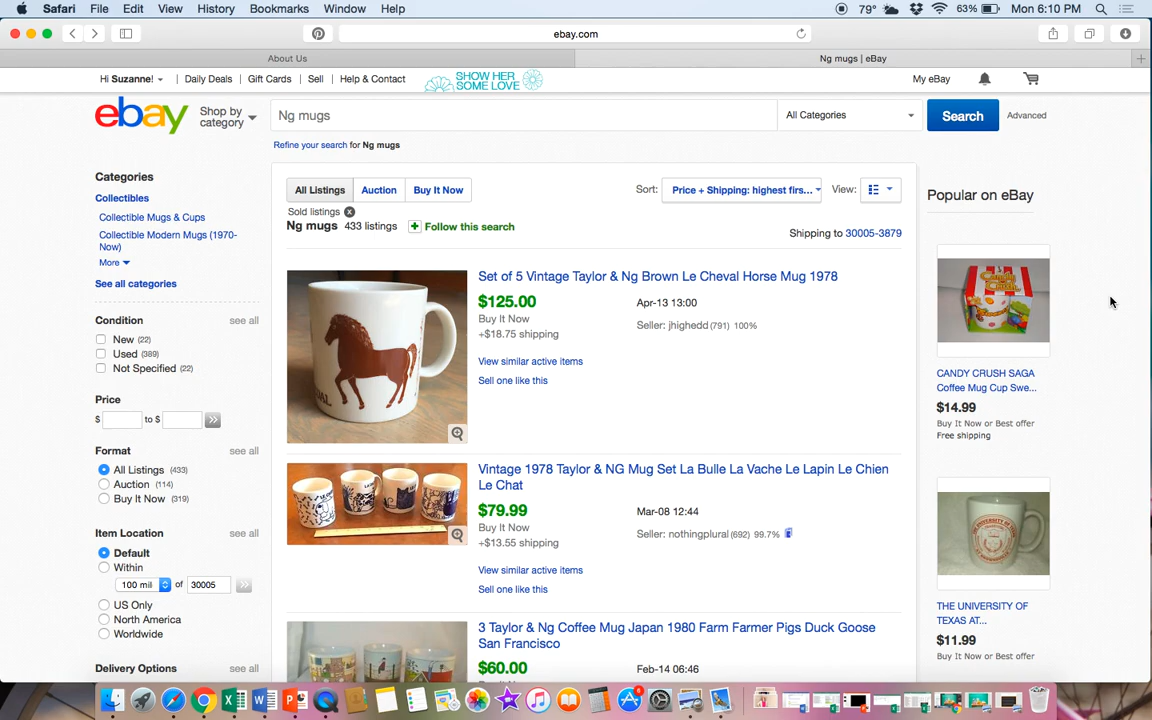 Safari File Edit View History Bookmarks Window Help
79° 63% Mon 6:10 PM
ebay.com
About Us
Ng mugs | eBay
Hi Suzanne! Daily Deals Gift Cards Sell Help & Contact
SHOW HER
SOME LOVE
My eBay
ebay
Shop by
category
Ng mugs
All Categories
Search
Advanced
Refine your search for Ng mugs
Categories
Collectibles
Collectible Mugs & Cups
Collectible Modern Mugs (1970-
Now)
More
See all categories
Condition see all
New (22)
Used (389)
Not Specified (22)
Price
$ to $
Format see all
All Listings (433)
Auction (114)
Buy It Now (319)
Item Location see all
Default
Within
100 mil of 30005
US Only
North America
Worldwide
Delivery Options see all
All Listings Auction Buy It Now
Sort: Price + Shipping: highest firs... View:
Sold listings
Ng mugs 433 listings Follow this search
Shipping to 30005-3879
Set of 5 Vintage Taylor & Ng Brown Le Cheval Horse Mug 1978
$125.00
Buy It Now
+$18.75 shipping
Apr-13 13:00
Seller: jhighedd (791) 100%
View similar active items
Sell one like this
Vintage 1978 Taylor & NG Mug Set La Bulle La Vache Le Lapin Le Chien
Le Chat
$79.99
Buy It Now
+$13.55 shipping
Mar-08 12:44
Seller: nothingplural (692) 99.7%
View similar active items
Sell one like this
3 Taylor & Ng Coffee Mug Japan 1980 Farm Farmer Pigs Duck Goose
San Francisco
$60.00
Feb-14 06:46
Popular on eBay
CANDY CRUSH SAGA
Coffee Mug Cup Swe...
$14.99
Buy It Now or Best offer
Free shipping
THE UNIVERSITY OF
TEXAS AT...
$11.99
Buy It Now or Best offer